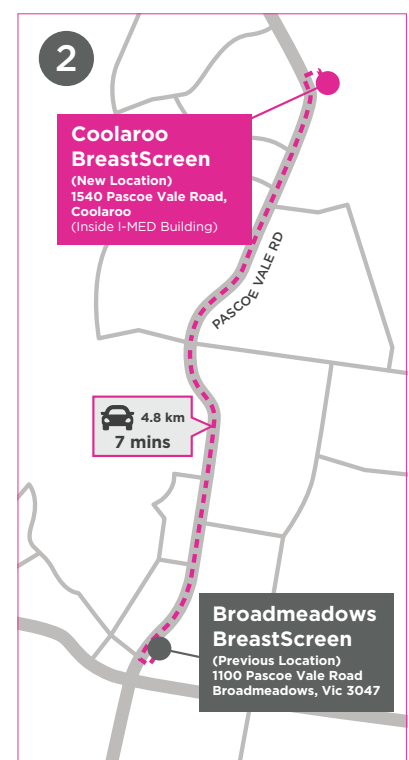 2
Coolaroo
BreastScreen
(New Location)
1540 Pascoe Vale Road,
Coolaroo
(Inside I-MED Building)
PASCOE VALE RD
4.8 km
7 mins
Broadmeadows
BreastScreen
(Previous Location)
1100 Pascoe Vale Road
Broadmeadows, Vic 3047